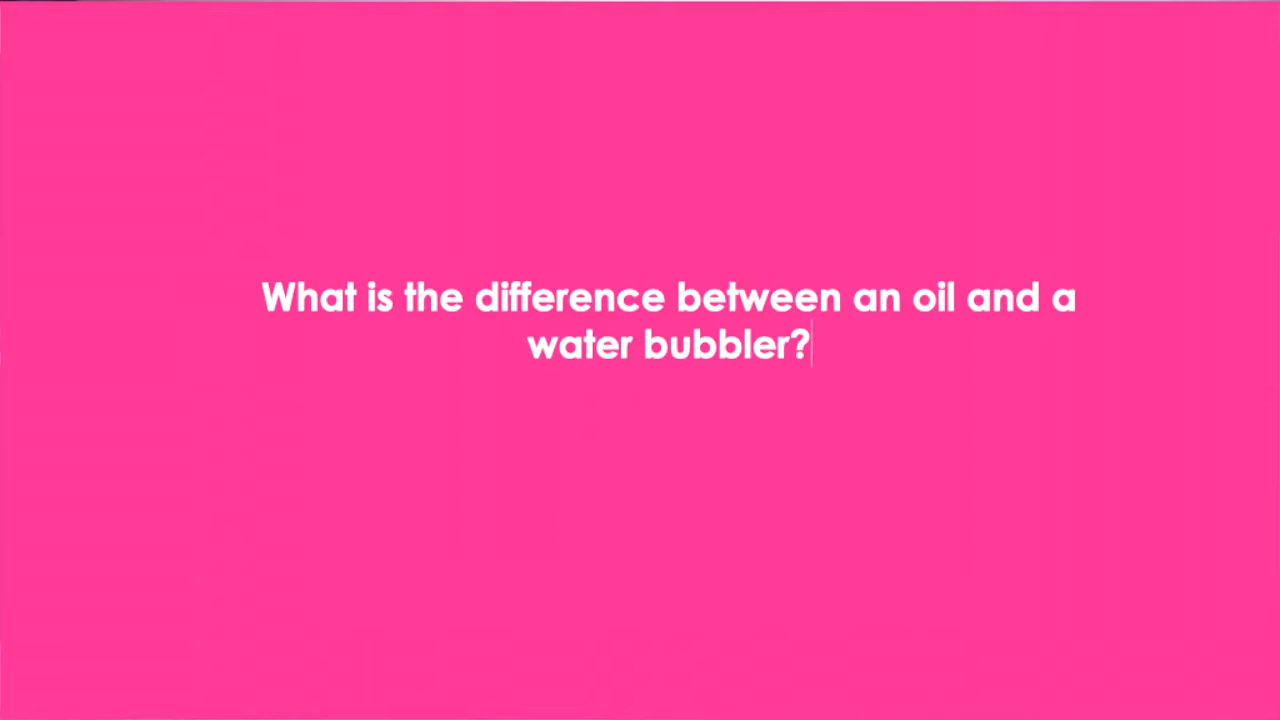 What is the difference between an oil and a
water bubbler?